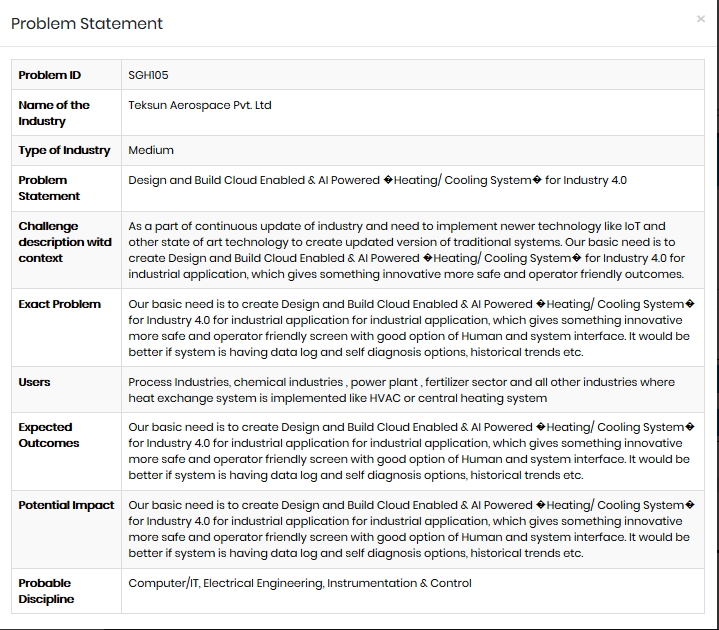 Problem Statement
×
Problem ID
SGH105
Name of the
Industry
Teksun Aerospace Pvt. Ltd
Type of Industry
Medium
Problem
Statement
Design and Build Cloud Enabled & AI Powered �Heating/ Cooling System� for Industry 4.0
Challenge
description witd
context
As a part of continuous update of industry and need to implement newer technology like IoT and
other state of art technology to create updated version of traditional systems. Our basic need is to
create Design and Build Cloud Enabled & AI Powered �Heating/ Cooling System� for Industry 4.0 for
industrial application, which gives something innovative more safe and operator friendly outcomes.
Exact Problem
Our basic need is to create Design and Build Cloud Enabled & AI Powered �Heating/ Cooling System�
for Industry 4.0 for industrial application for industrial application, which gives something innovative
more safe and operator friendly screen with good option of Human and system interface. It would be
better if system is having data log and self diagnosis options, historical trends etc.
Users
Process Industries, chemical industries , power plant , fertilizer sector and all other industries where
heat exchange system is implemented like HVAC or central heating system
Expected
Outcomes
Our basic need is to create Design and Build Cloud Enabled & AI Powered �Heating/ Cooling System�
for Industry 4.0 for industrial application for industrial application, which gives something innovative
more safe and operator friendly screen with good option of Human and system interface. It would be
better if system is having data log and self diagnosis options, historical trends etc.
Potential Impact
Our basic need is to create Design and Build Cloud Enabled & AI Powered �Heating/ Cooling System�
for Industry 4.0 for industrial application for industrial application, which gives something innovative
more safe and operator friendly screen with good option of Human and system interface. It would be
better if system is having data log and self diagnosis options, historical trends etc.
Probable
Discipline
Computer/IT, Electrical Engineering, Instrumentation & Control